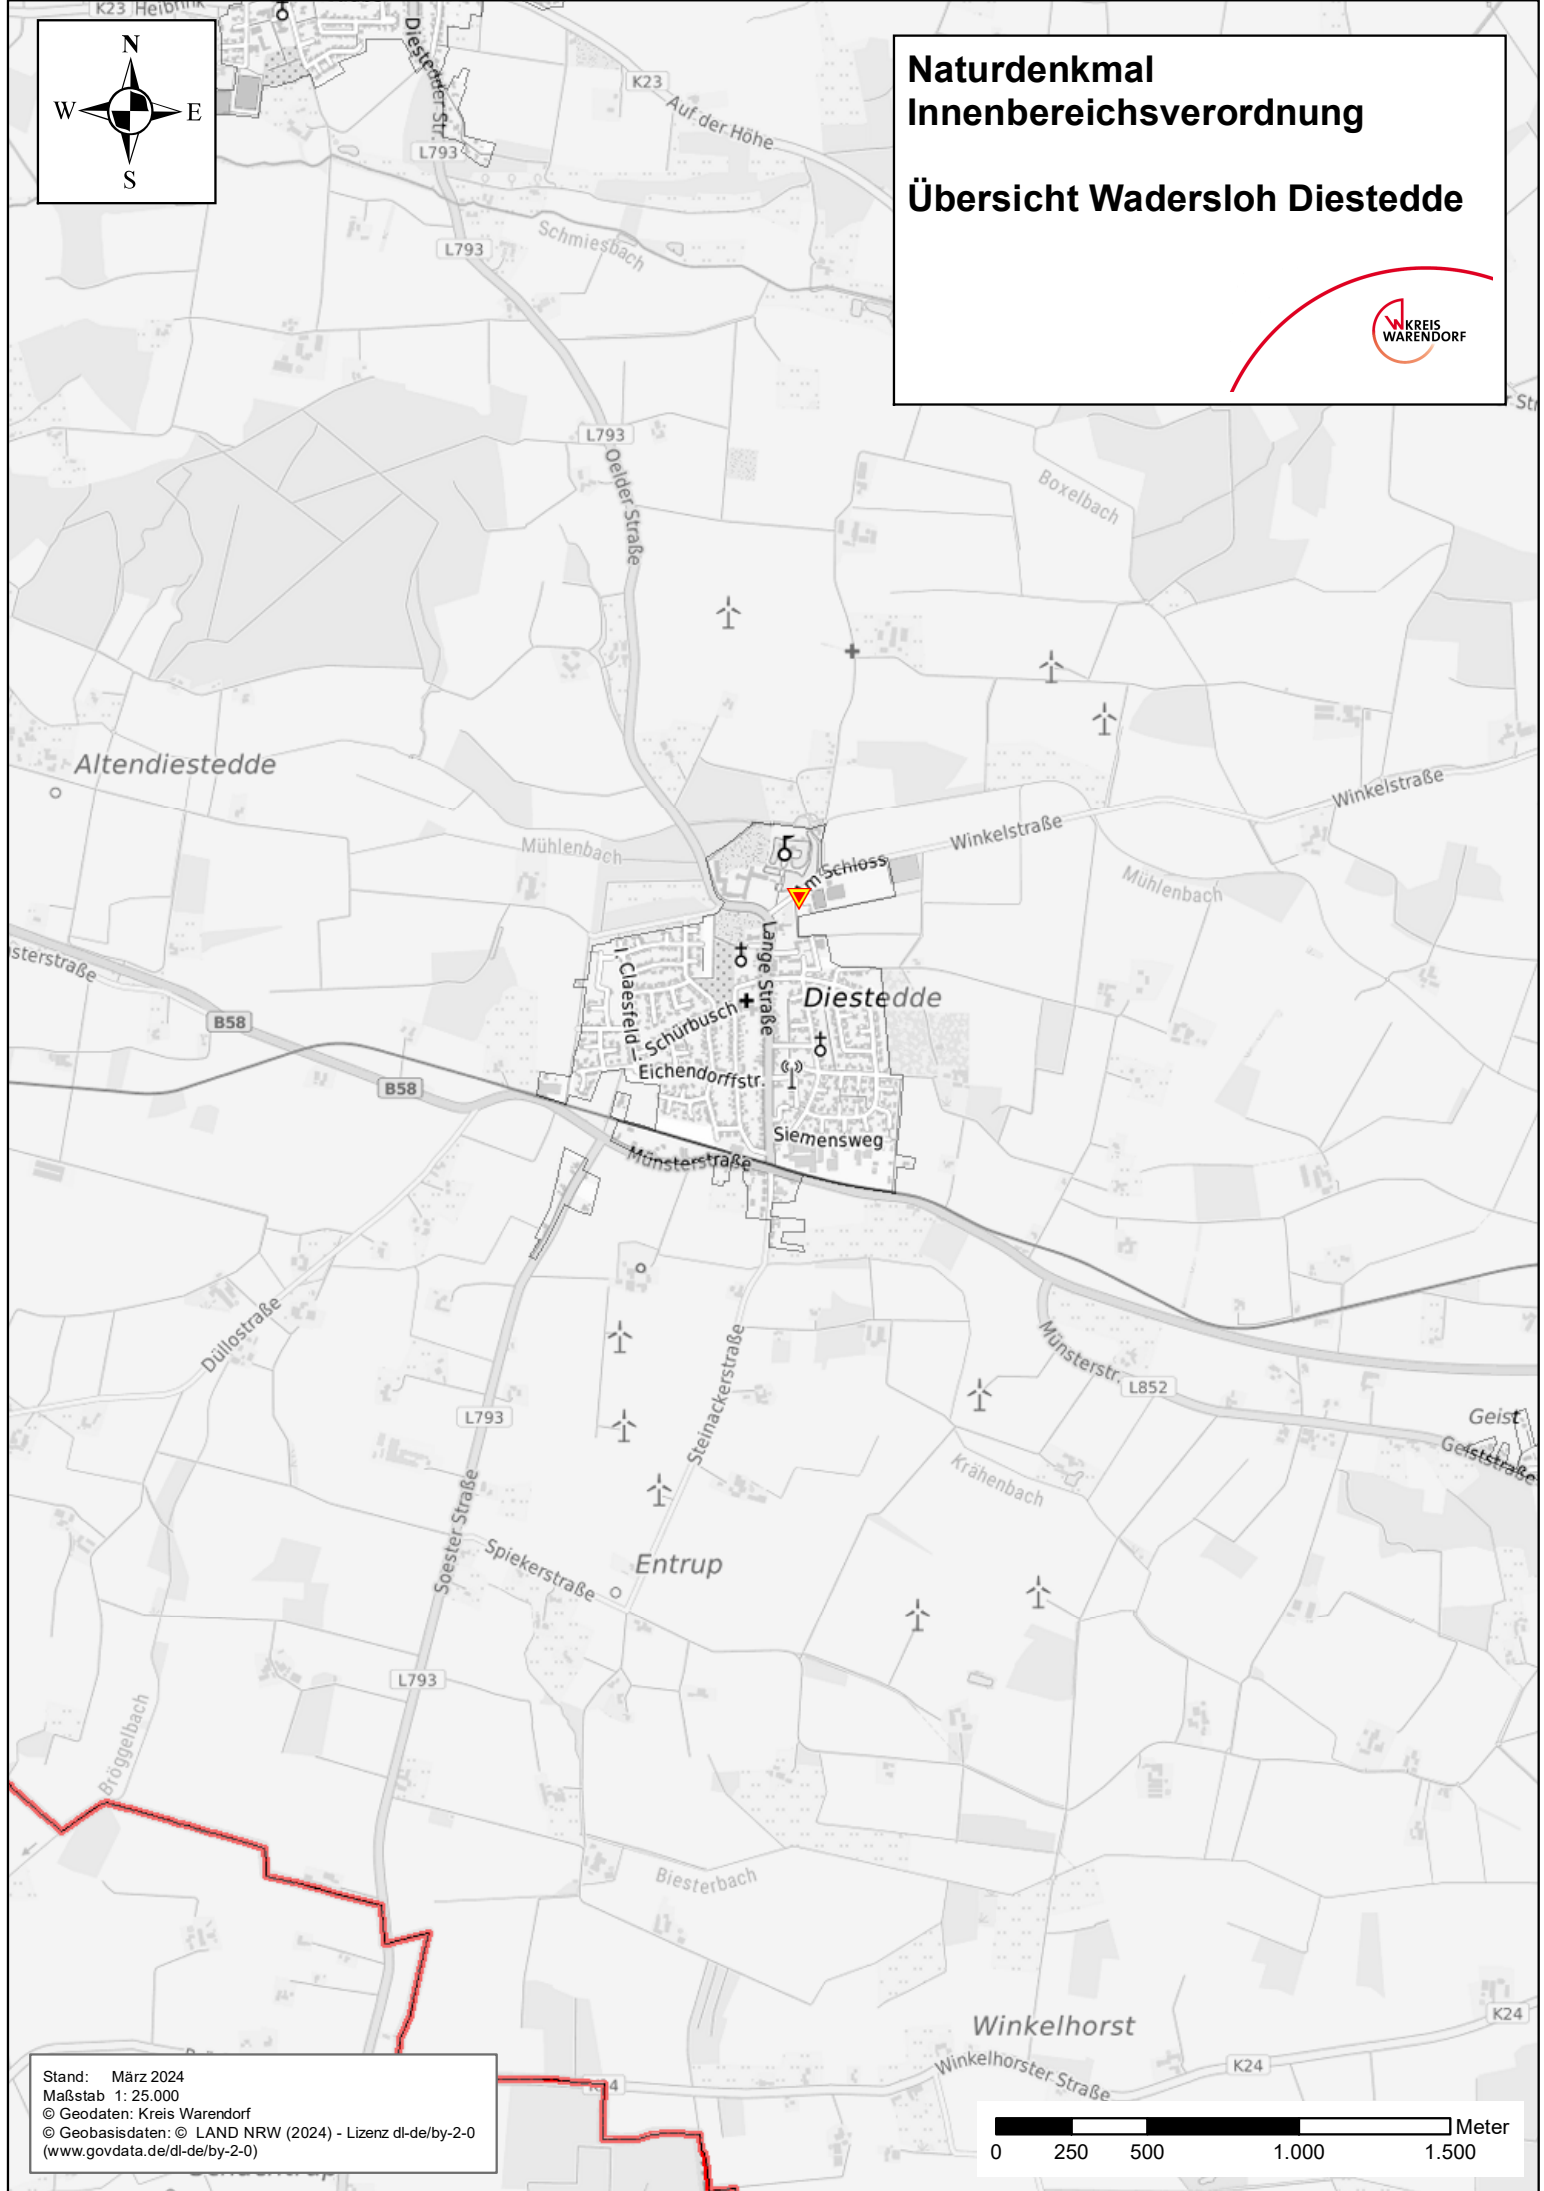 K23 Heibrink
N
W E
S
Diestedder Str.
K23
Auf der Höhe
L793
Naturdenkmal
Innenbereichsverordnung
Übersicht Wadersloh Diestedde
KREIS
WARENDORF
L793
Schmiesbach
L793
Oelder Straße
Boxelbach
Altendiestedde
Mühlenbach
Winkelstraße
Winkelstraße
Am Schloss
Mühlenbach
Lange Straße
I. Claesfeld
Diestedde
Schürbusch
Eichendorffstr.
B58
B58
Siemensweg
Münsterstraße
Düllostraße
Steinackerstraße
Münsterstr.
L852
L793
Geist
Geiststraße
Krähenbach
Soester Straße
Spiekerstraße
Entrup
L793
Bröggelbach
Biesterbach
Winkelhorst
K24
Winkelhorster Straße
K24
Stand: März 2024
Maßstab 1: 25.000
© Geodaten: Kreis Warendorf
© Geobasisdaten: © LAND NRW (2024) - Lizenz dl-de/by-2-0
(www.govdata.de/dl-de/by-2-0)
Meter
0 250 500 1.000 1.500